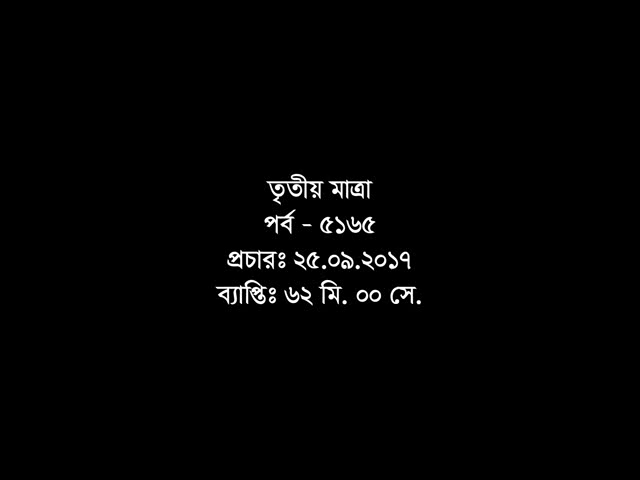 তৃতীয় মাত্রা
পর্ব - ৫১৬৫
প্রচারঃ ২৫.০৯.২০১৭
ব্যাপ্তিঃ ৬২ মি. ০০ সে.